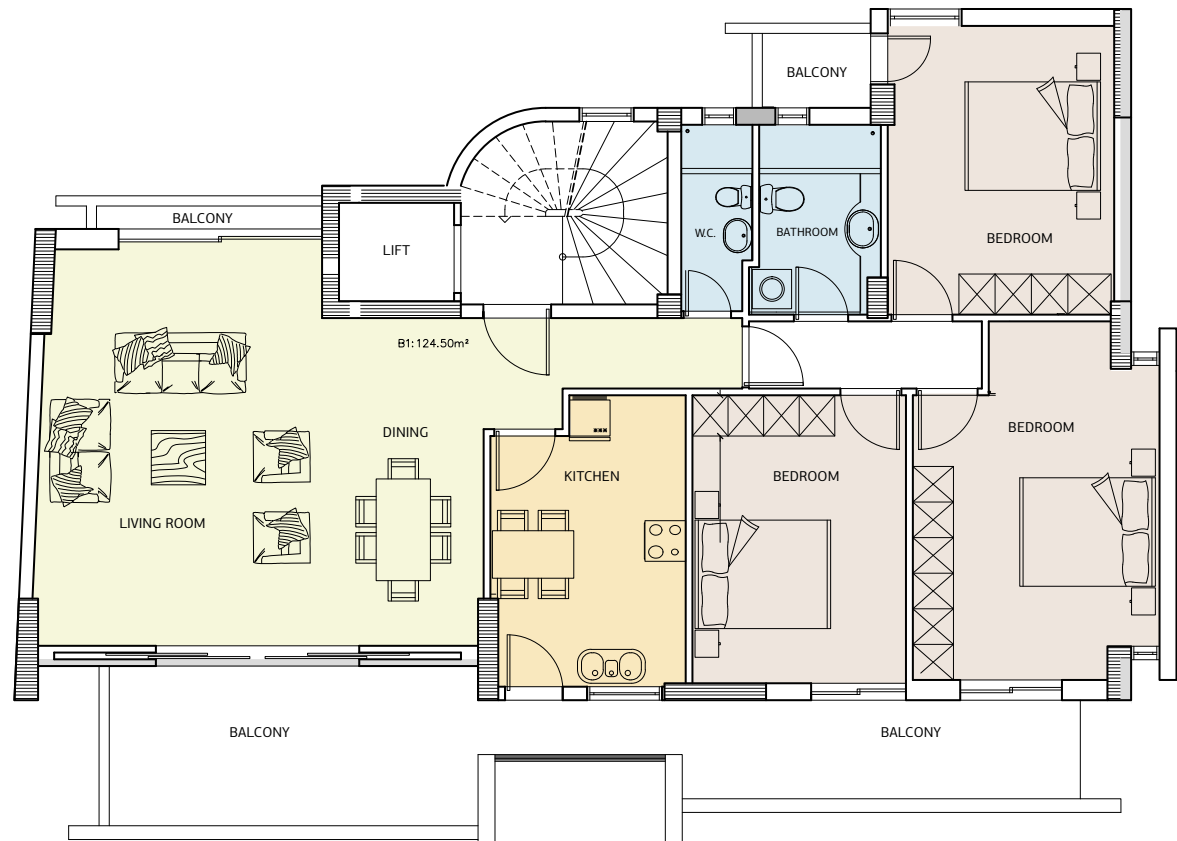 BALCONY
BALCONY
LIFT
W.C.
BATHROOM
BEDROOM
B1:124.50m²
DINING
BEDROOM
KITCHEN
BEDROOM
LIVING ROOM
BALCONY
BALCONY